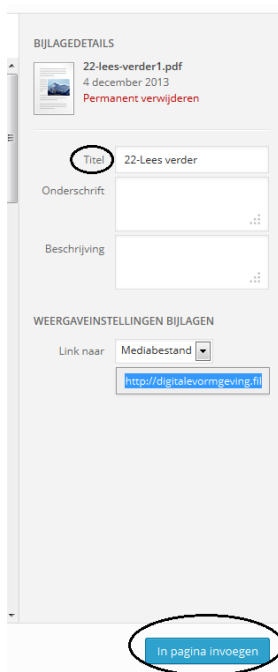 BIJLAGEDETAILS
22-lees-verder1.pdf
4 december 2013
Permanent verwijderen
Titel 22-Lees verder
Onderschrift
Beschrijving
WEERGAVEINSTELLINGEN BIJLAGEN
Link naar Mediabestand
http://digitalevormgeving.fil
In pagina invoegen